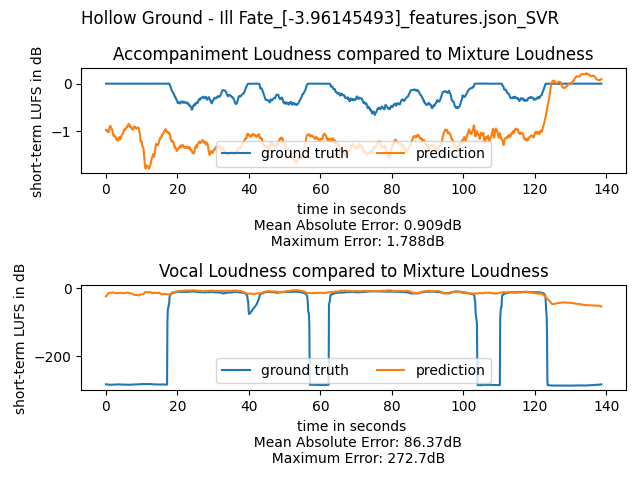 Hollow Ground - Ill Fate_[-3.96145493]_features.json_SVR
Accompaniment Loudness compared to Mixture Loudness
short-term LUFS in dB
0
−1
ground truth
prediction
0 20 40 60 80 100 120 140
time in seconds
Mean Absolute Error: 0.909dB
Maximum Error: 1.788dB
Vocal Loudness compared to Mixture Loudness
short-term LUFS in dB
0
−200
ground truth
prediction
0 20 40 60 80 100 120 140
time in seconds
Mean Absolute Error: 86.37dB
Maximum Error: 272.7dB